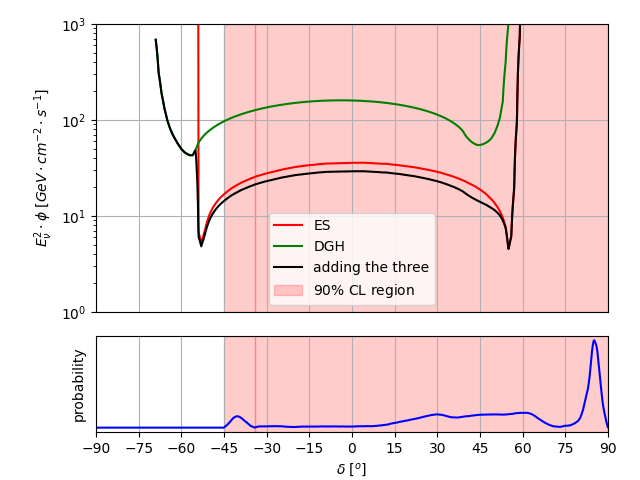 10³
10²
10¹
10⁰
E²_ν · ϕ [GeV · cm⁻² · s⁻¹]
ES
DGH
adding the three
90% CL region
probability
−90 −75 −60 −45 −30 −15 0 15 30 45 60 75 90
δ [°]